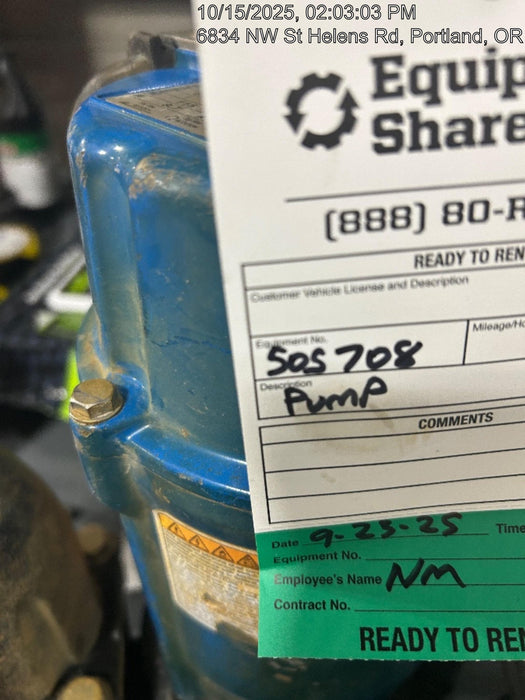 10/15/2025, 02:03:03 PM
6834 NW St Helens Rd, Portland, OR
Equip
Share
(888) 80-R
READY TO REN
Customer Vehicle License and Description
Equipment No.
Mileage/Ho
505708
Description
PumP
COMMENTS
Date 9-23-25 Time
Equipment No.
Employee's Name NM
Contract No.
READY TO REN